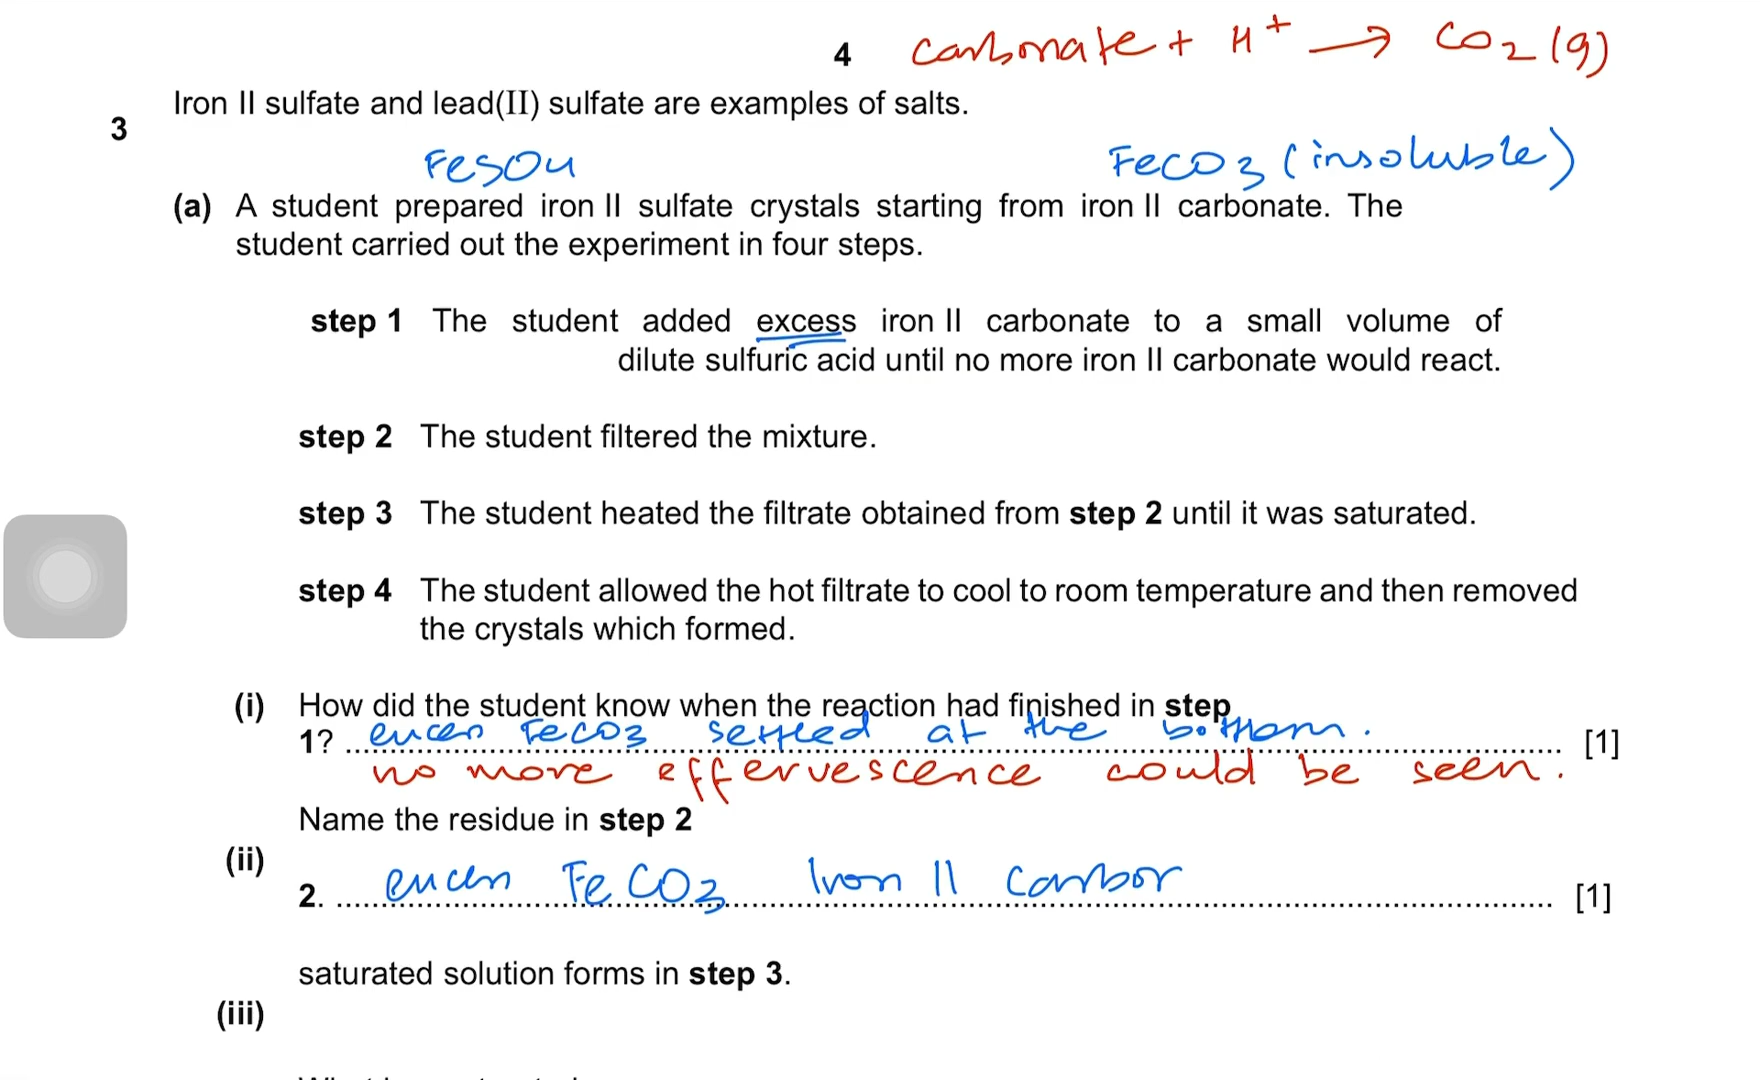 4 carbonate + H⁺ → CO₂(g)
Iron II sulfate and lead(II) sulfate are examples of salts.
3
FeSO4 FeCO₃ (insoluble)
(a) A student prepared iron II sulfate crystals starting from iron II carbonate. The
student carried out the experiment in four steps.
step 1 The student added excess iron II carbonate to a small volume of
dilute sulfuric acid until no more iron II carbonate would react.
step 2 The student filtered the mixture.
step 3 The student heated the filtrate obtained from step 2 until it was saturated.
step 4 The student allowed the hot filtrate to cool to room temperature and then removed
the crystals which formed.
(i) How did the student know when the reaction had finished in step
1? excess FeCO₃ settled at the bottom. [1]
no more effervescence could be seen.
Name the residue in step 2
(ii)
2. excess FeCO₃ Iron II carbor [1]
saturated solution forms in step 3.
(iii)